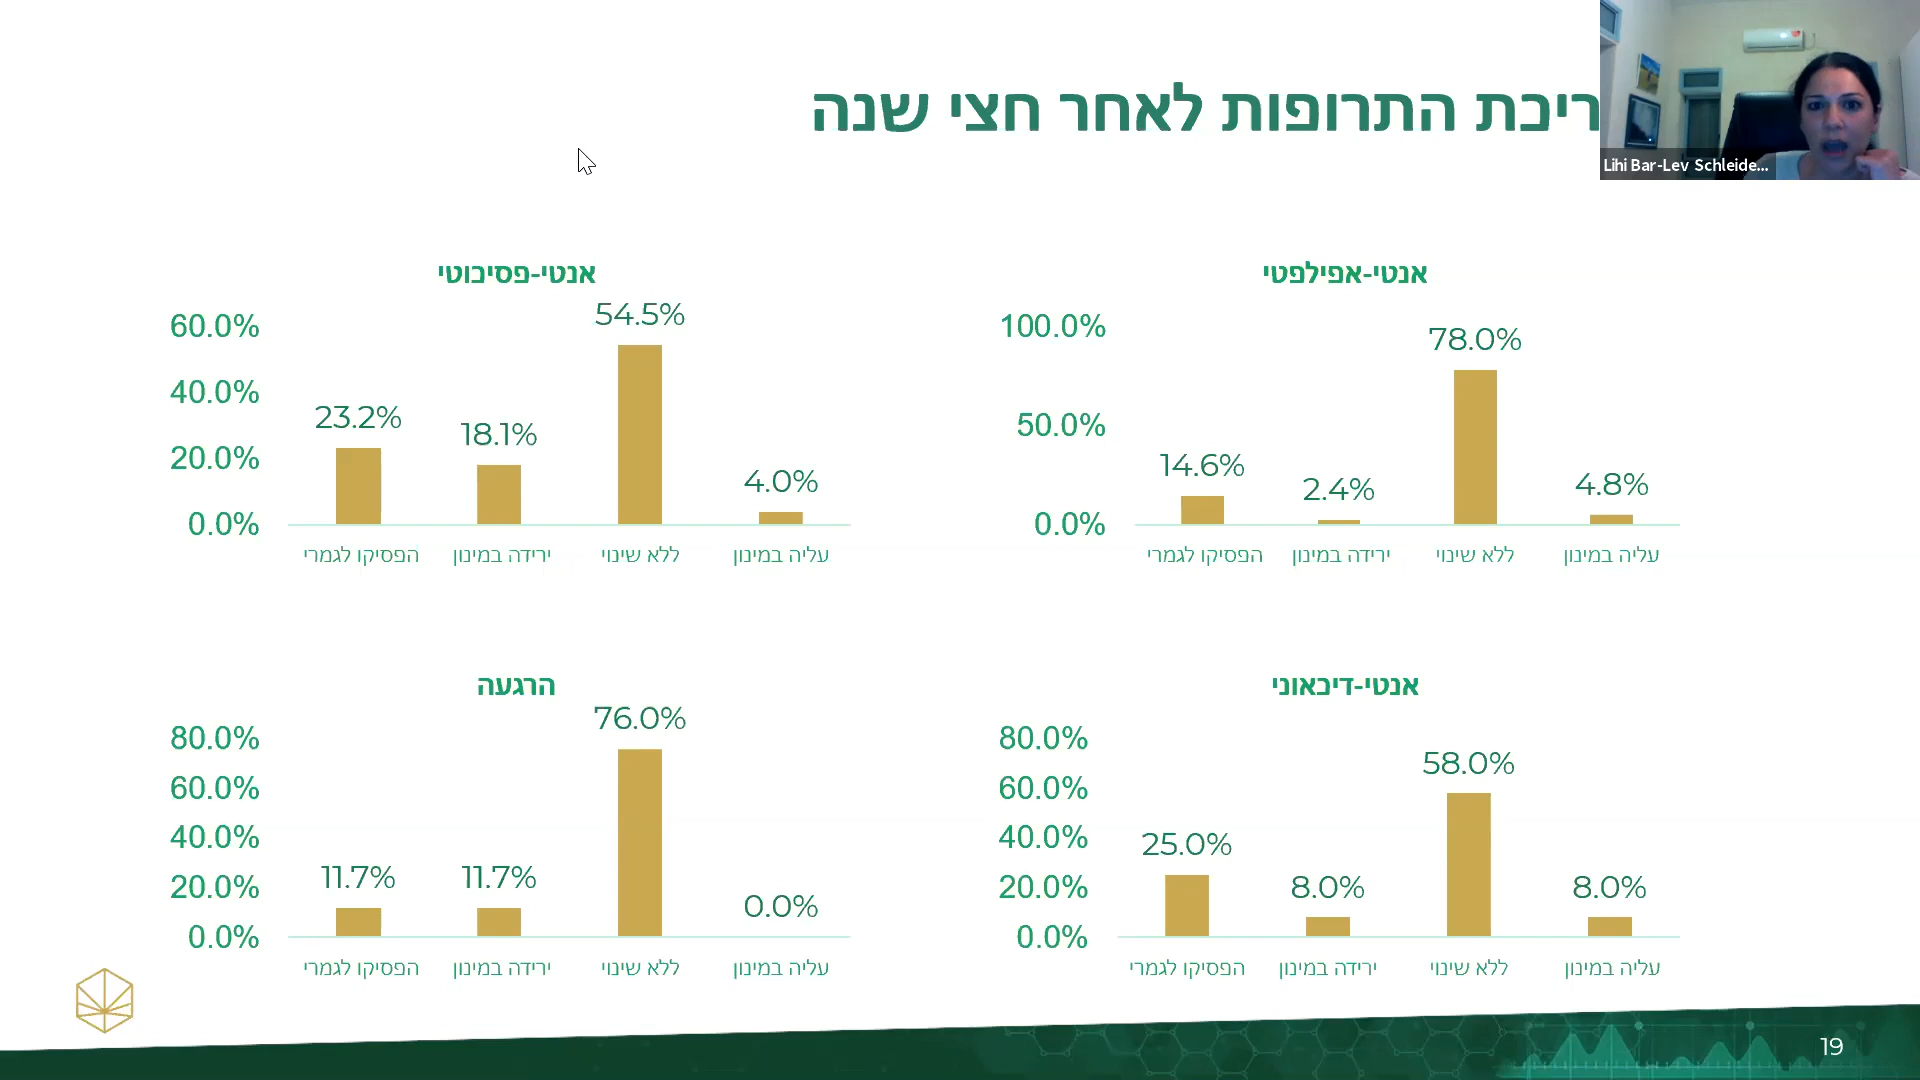 ריכת התרופות לאחר חצי שנה
Lihi Bar-Lev Schleide...
אנטי-אפילפטי
100.0%
50.0%
0.0%
14.6%
2.4%
78.0%
4.8%
הפסיקו לגמרי
ירידה במינון
ללא שינוי
עליה במינון
אנטי-פסיכוטי
60.0%
40.0%
20.0%
0.0%
23.2%
18.1%
54.5%
4.0%
הפסיקו לגמרי
ירידה במינון
ללא שינוי
עליה במינון
אנטי-דיכאוני
80.0%
60.0%
40.0%
20.0%
0.0%
25.0%
8.0%
58.0%
8.0%
הפסיקו לגמרי
ירידה במינון
ללא שינוי
עליה במינון
הרגעה
80.0%
60.0%
40.0%
20.0%
0.0%
11.7%
11.7%
76.0%
0.0%
הפסיקו לגמרי
ירידה במינון
ללא שינוי
עליה במינון
19